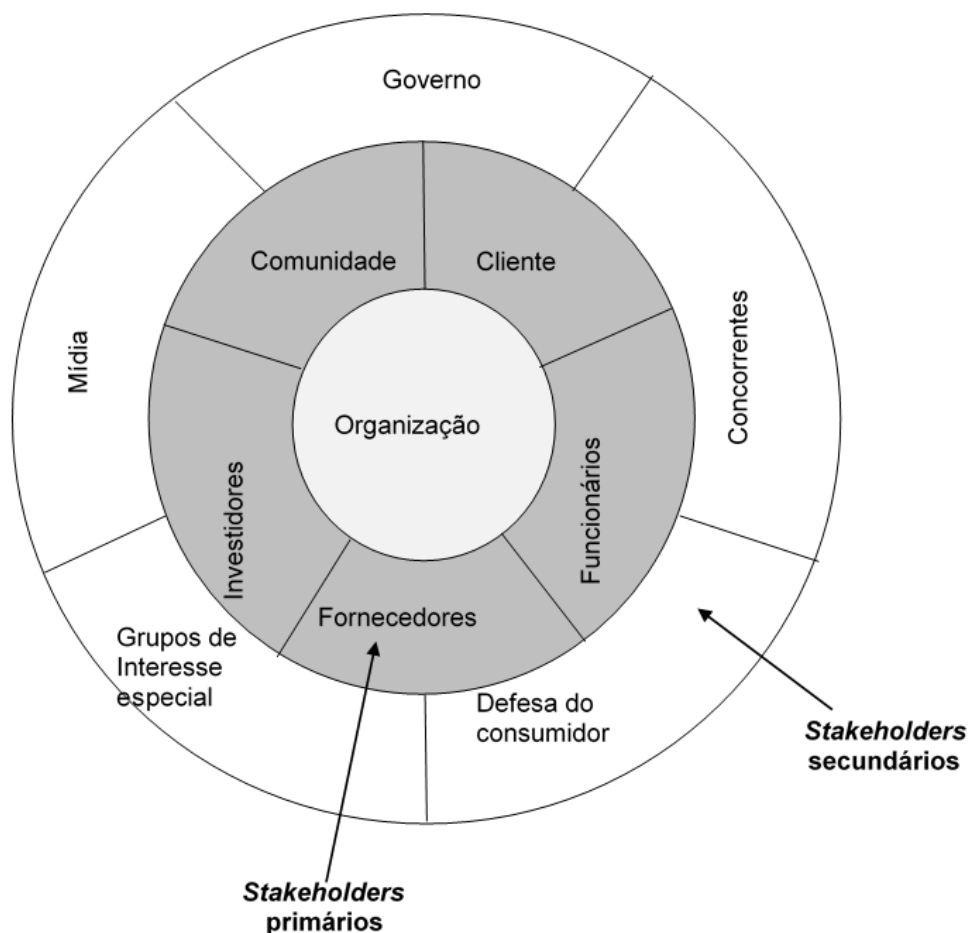 Governo
Comunidade
Cliente
Mídia
Concorrentes
Organização
Investidores
Funcionários
Fornecedores
Grupos de
Interesse
especial
Defesa do
consumidor
Stakeholders
secundários
Stakeholders
primários